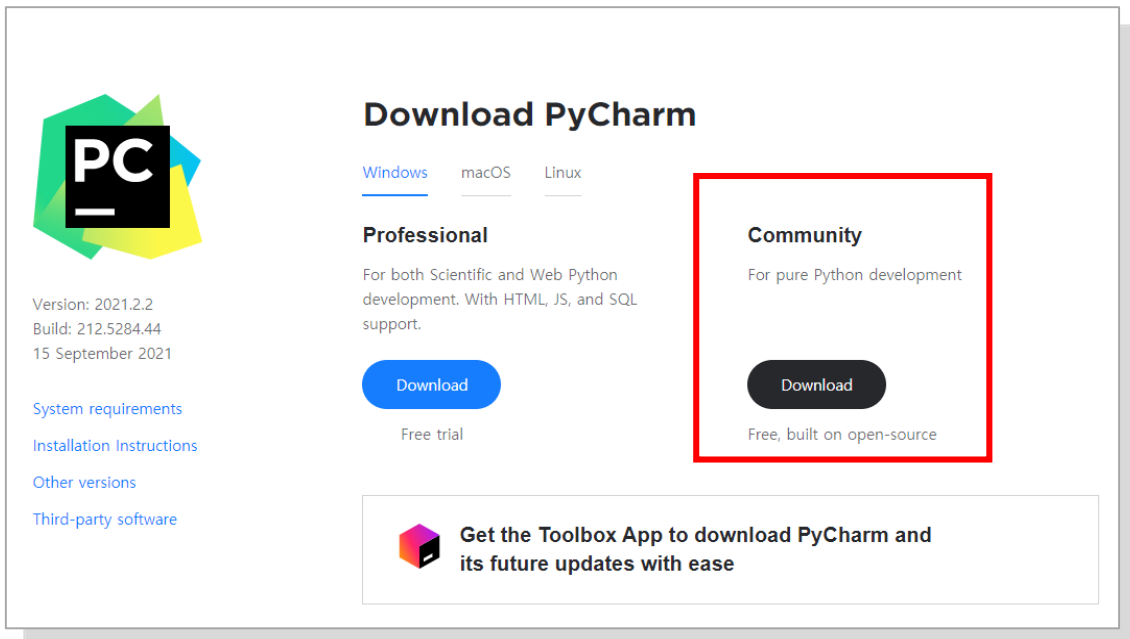 PC
Version: 2021.2.2
Build: 212.5284.44
15 September 2021
System requirements
Installation Instructions
Other versions
Third-party software
Download PyCharm
Windows macOS Linux
Professional
For both Scientific and Web Python
development. With HTML, JS, and SQL
support.
Download
Free trial
Community
For pure Python development
Download
Free, built on open-source
Get the Toolbox App to download PyCharm and
its future updates with ease